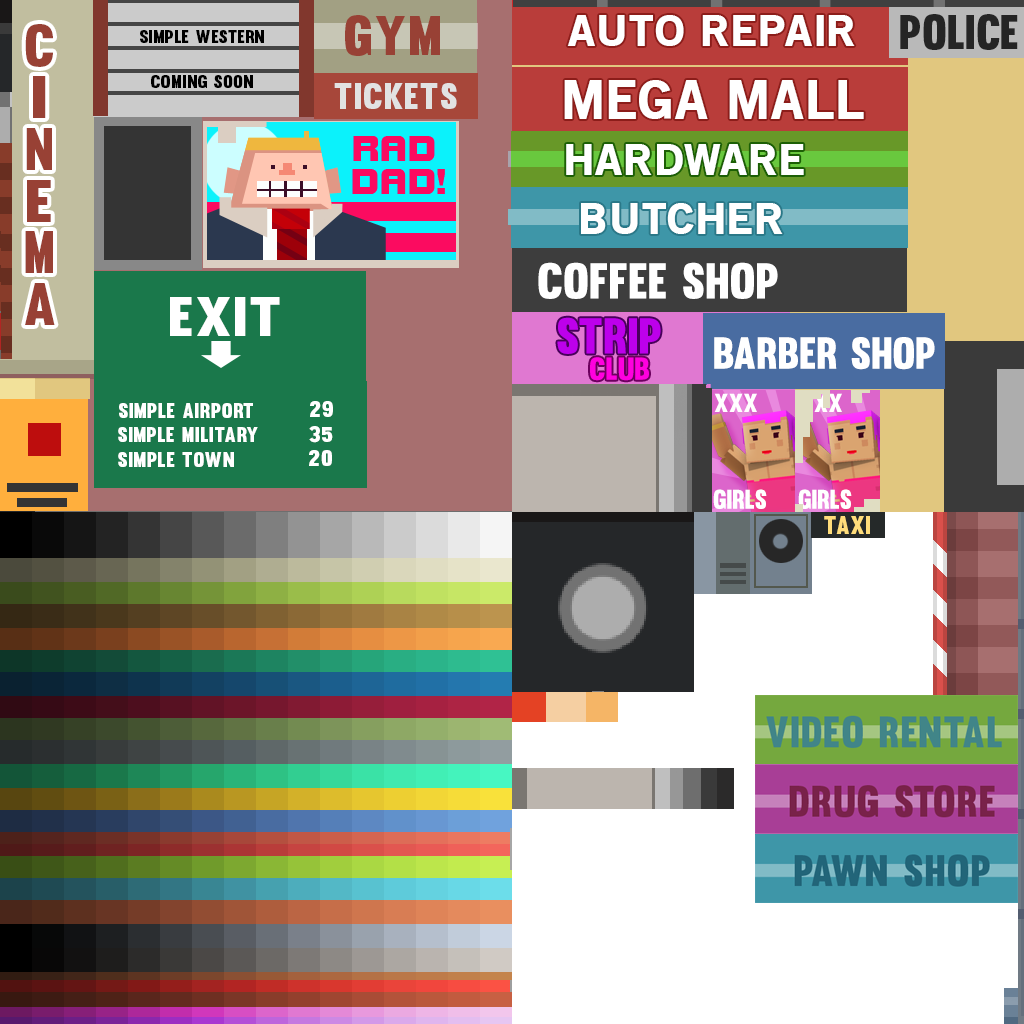 CINEMA
SIMPLE WESTERN
COMING SOON
GYM
TICKETS
RAD
DAD!
EXIT
SIMPLE AIRPORT 29
SIMPLE MILITARY 35
SIMPLE TOWN 20
AUTO REPAIR
POLICE
MEGA MALL
HARDWARE
BUTCHER
COFFEE SHOP
STRIP
CLUB
BARBER SHOP
XXX
GIRLS
XX
GIRLS
TAXI
VIDEO RENTAL
DRUG STORE
PAWN SHOP